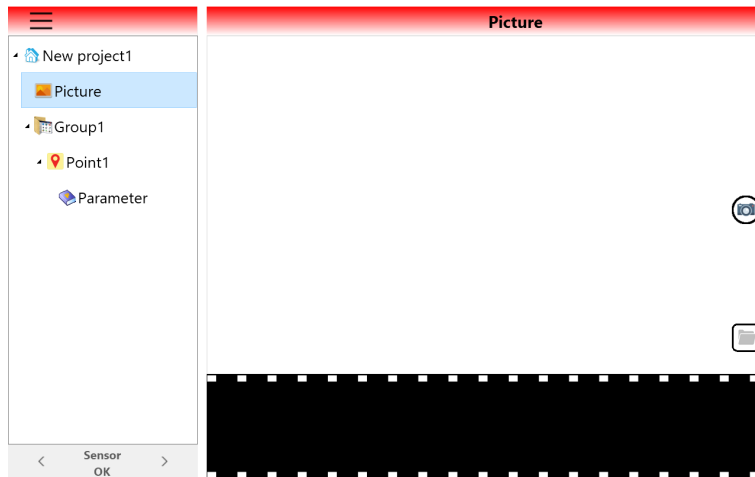 Picture
New project1
Picture
Group1
Point1
Parameter
Sensor
OK